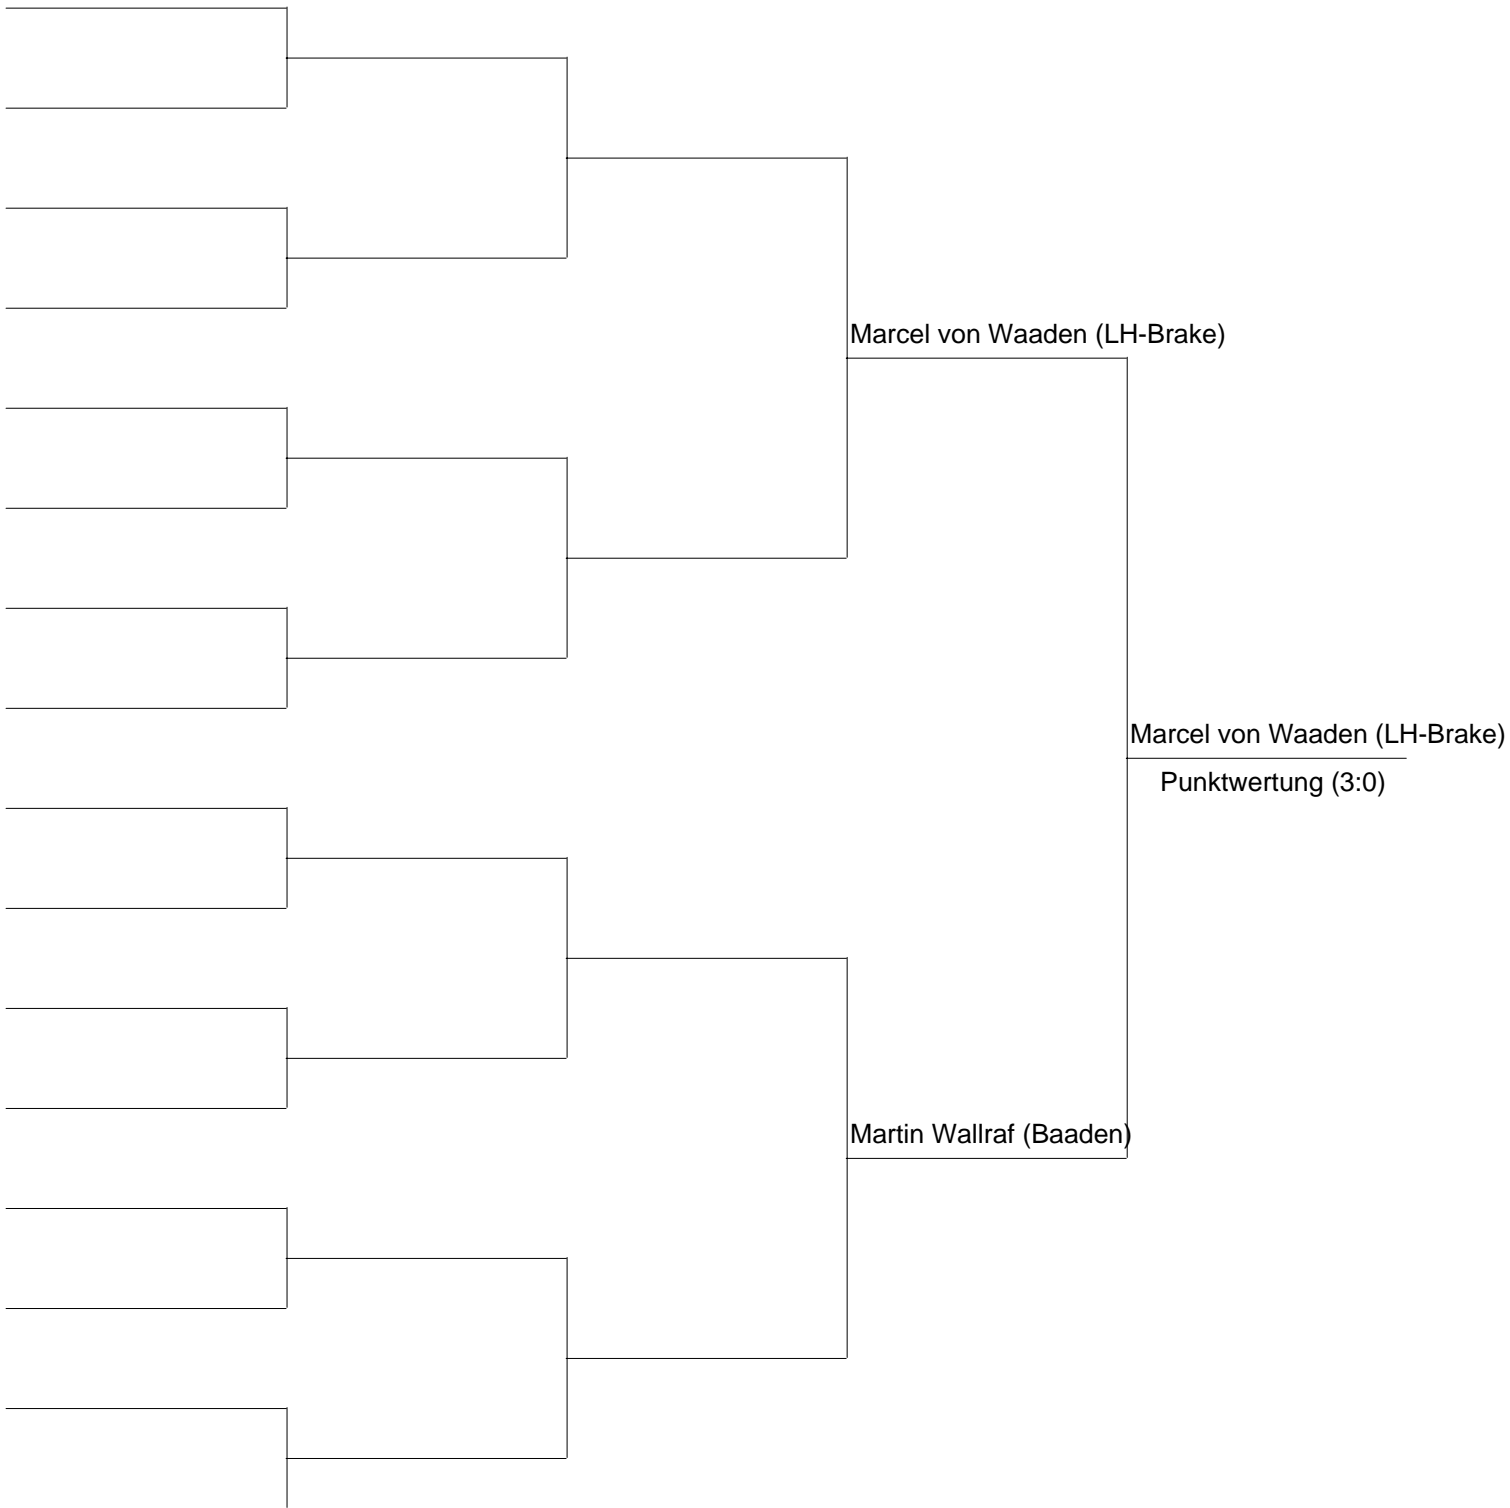 Marcel von Waaden (LH-Brake)
Marcel von Waaden (LH-Brake)
Punktwertung (3:0)
Martin Wallraf (Baaden)